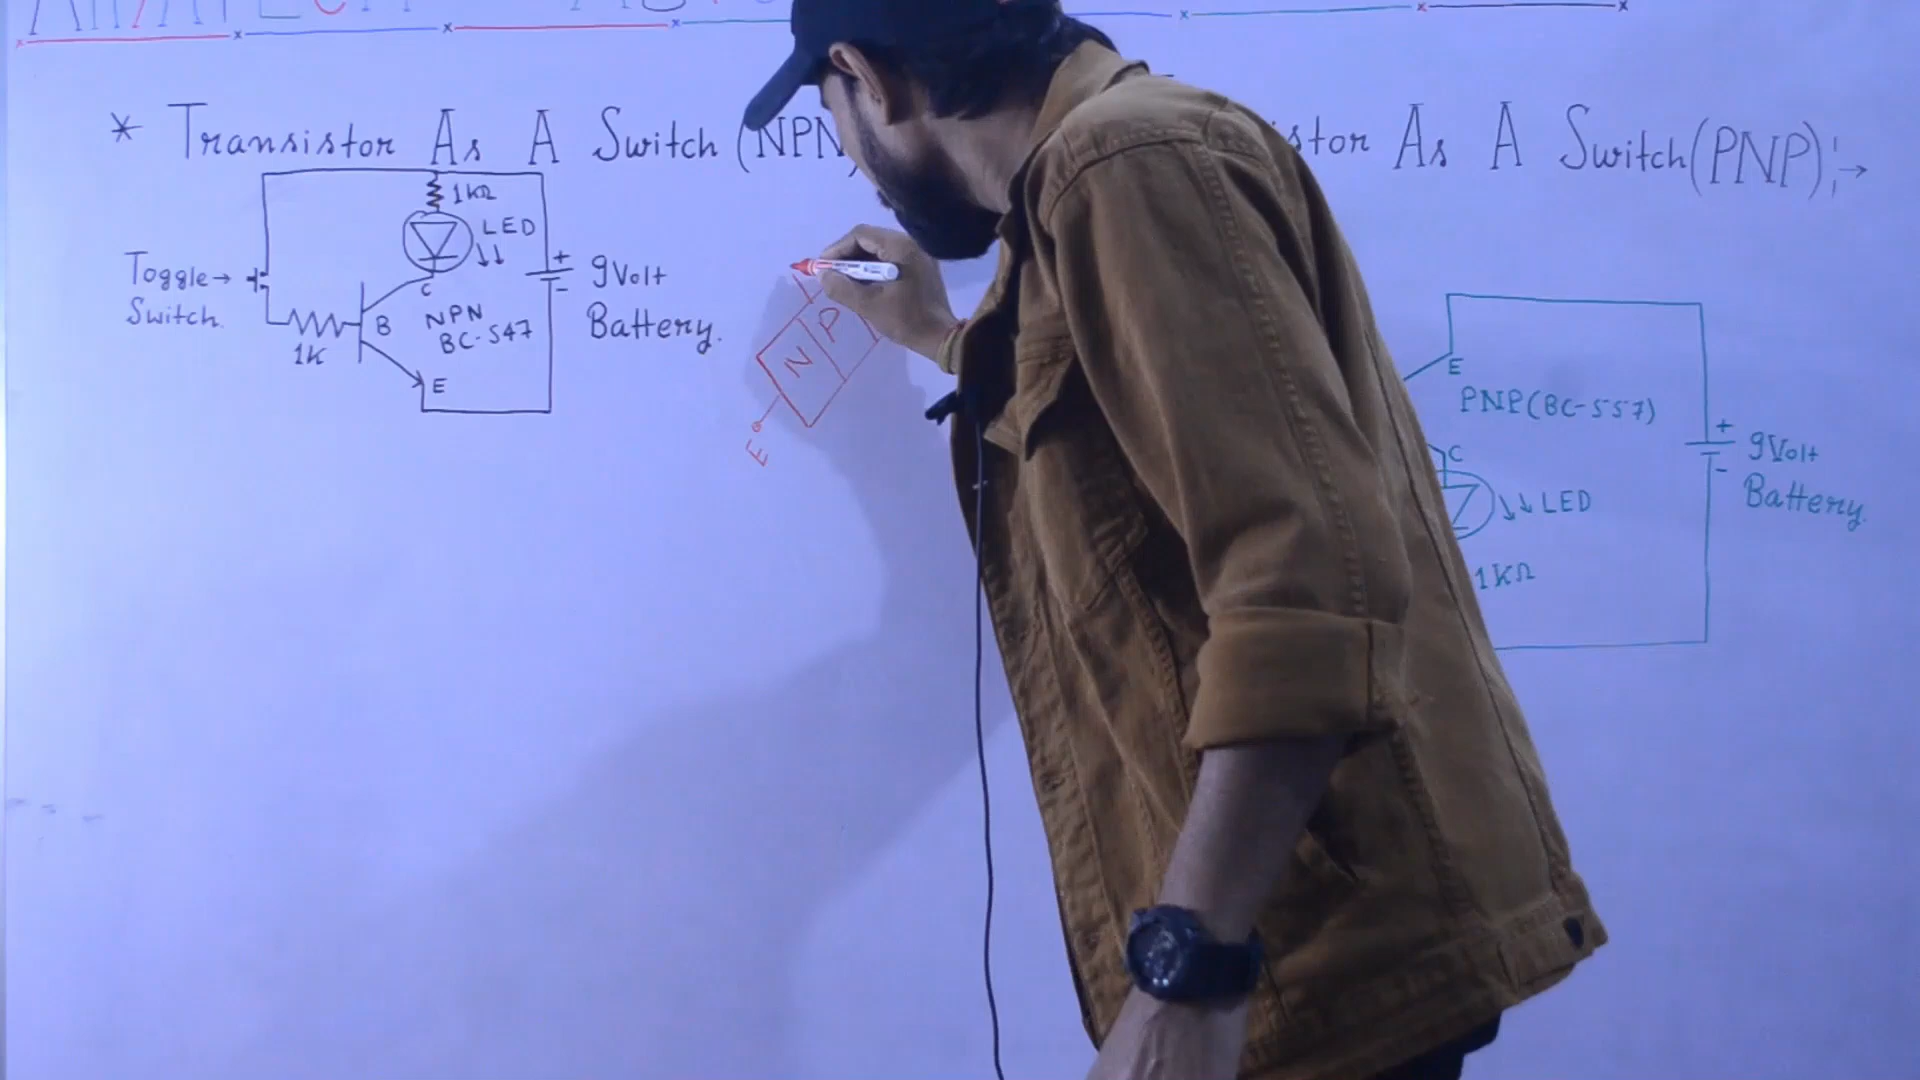 * Transistor As A Switch (NPN
1KΩ
LED
Toggle→
Switch.
+
-
9Volt
Battery.
C
B
NPN
BC-547
1K
E
P
N
E
istor As A Switch(PNP):→
E
PNP(BC-557)
C
LED
1KΩ
+
-
9Volt
Battery.